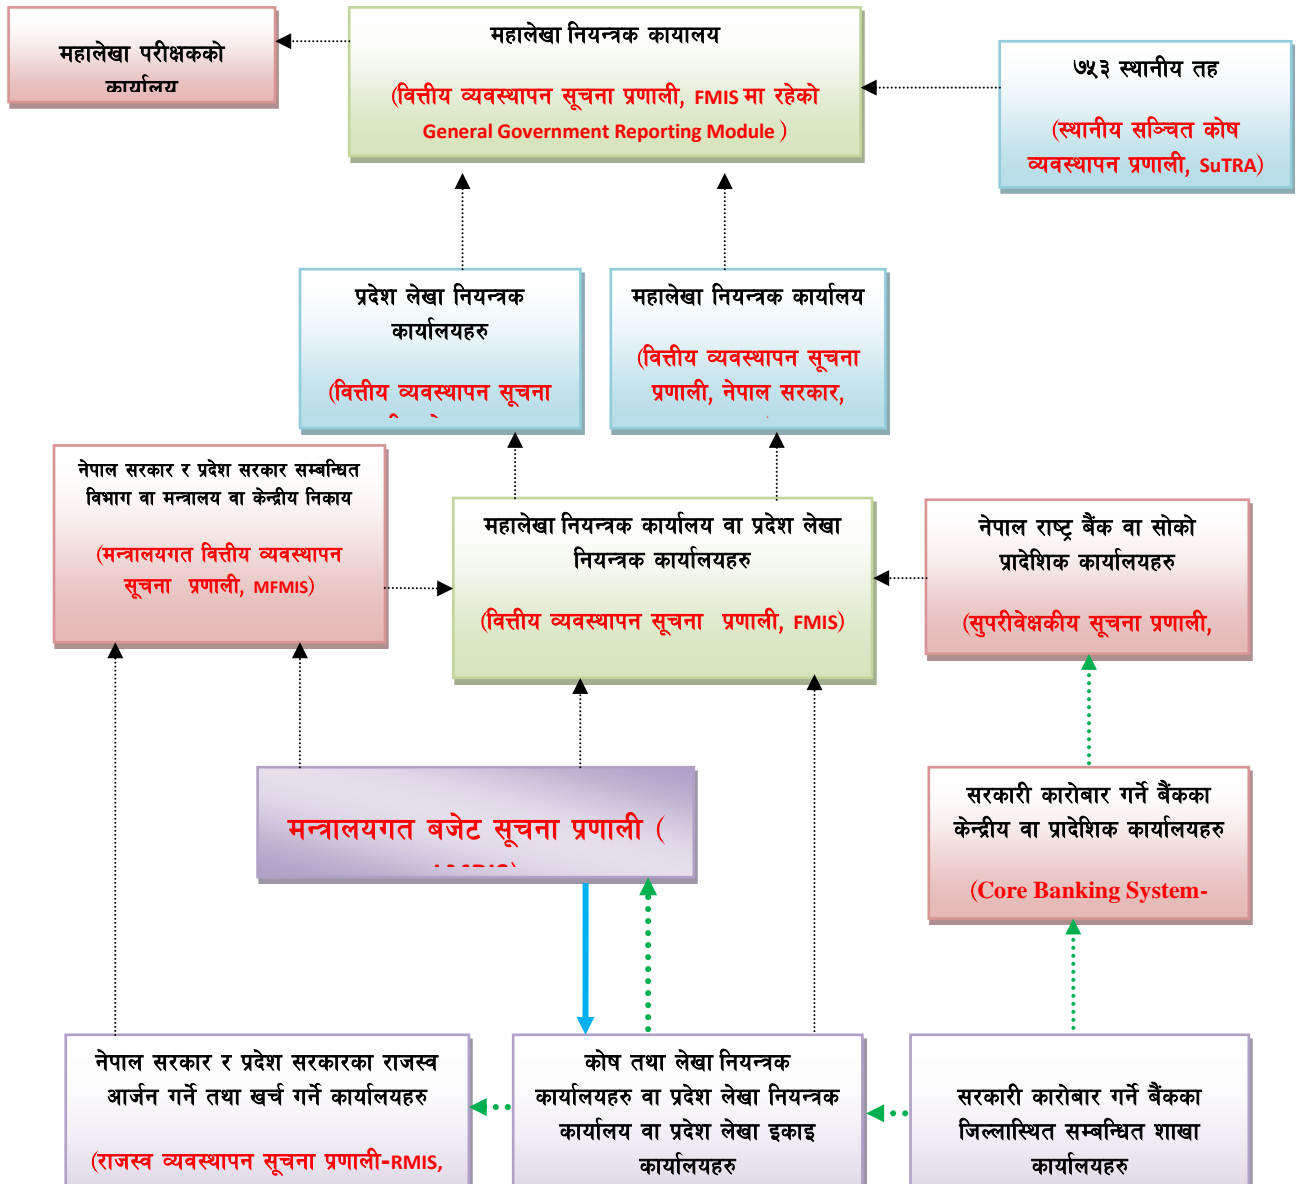 महालेखा परीक्षकको
कार्यालय
महालेखा नियन्त्रक कायालय
(वित्तीय व्यवस्थापन सूचना प्रणाली, FMIS मा रहेको
General Government Reporting Module )
७५३ स्थानीय तह
(स्थानीय सञ्चित कोष
व्यवस्थापन प्रणाली, SuTRA)
प्रदेश लेखा नियन्त्रक
कार्यालयहरु
(वित्तीय व्यवस्थापन सूचना
महालेखा नियन्त्रक कार्यालय
(वित्तीय व्यवस्थापन सूचना
प्रणाली, नेपाल सरकार,
नेपाल सरकार र प्रदेश सरकार सम्बन्धित
विभाग वा मन्त्रालय वा केन्द्रीय निकाय
(मन्त्रालयगत वित्तीय व्यवस्थापन
सूचना प्रणाली, MFMIS)
महालेखा नियन्त्रक कार्यालय वा प्रदेश लेखा
नियन्त्रक कार्यालयहरु
(वित्तीय व्यवस्थापन सूचना प्रणाली, FMIS)
नेपाल राष्ट्र बैंक वा सोको
प्रादेशिक कार्यालयहरु
(सुपरीवेक्षकीय सूचना प्रणाली,
मन्त्रालयगत बजेट सूचना प्रणाली (
सरकारी कारोबार गर्ने बैंकका
केन्द्रीय वा प्रादेशिक कार्यालयहरु
(Core Banking System-
नेपाल सरकार र प्रदेश सरकारका राजस्व
आर्जन गर्ने तथा खर्च गर्ने कार्यालयहरु
(राजस्व व्यवस्थापन सूचना प्रणाली-RMIS,
कोष तथा लेखा नियन्त्रक
कार्यालयहरु वा प्रदेश लेखा नियन्त्रक
कार्यालय वा प्रदेश लेखा इकाइ
कार्यालयहरु
सरकारी कारोबार गर्ने बैंकका
जिल्लास्थित सम्बन्धित शाखा
कार्यालयहरु